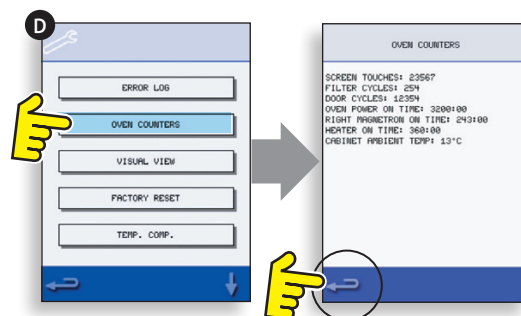 D
ERROR LOG
OVEN COUNTERS
VISUAL VIEW
FACTORY RESET
TEMP. COMP.
OVEN COUNTERS
SCREEN TOUCHES: 23567
FILTER CYCLES: 254
DOOR CYCLES: 12354
OVEN POWER ON TIME: 3200:00
RIGHT MAGNETRON ON TIME: 243:00
HEATER ON TIME: 360:00
CABINET AMBIENT TEMP: 13°C